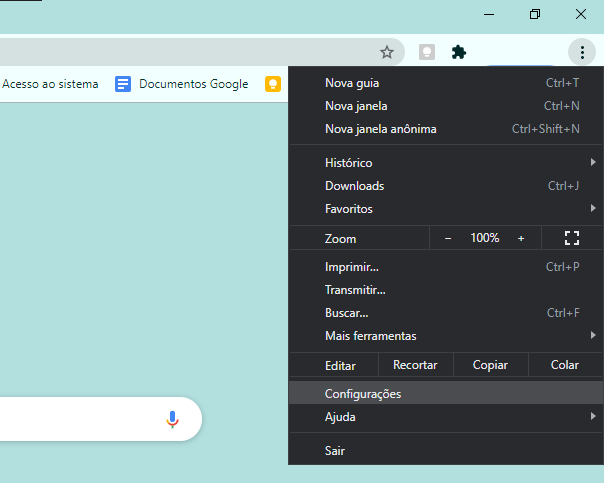 Acesso ao sistema Documentos Google
Nova guia Ctrl+T
Nova janela Ctrl+N
Nova janela anônima Ctrl+Shift+N
Histórico
Downloads Ctrl+J
Favoritos
Zoom − 100% +
Imprimir... Ctrl+P
Transmitir...
Buscar... Ctrl+F
Mais ferramentas
Editar Recortar Copiar Colar
Configurações
Ajuda
Sair